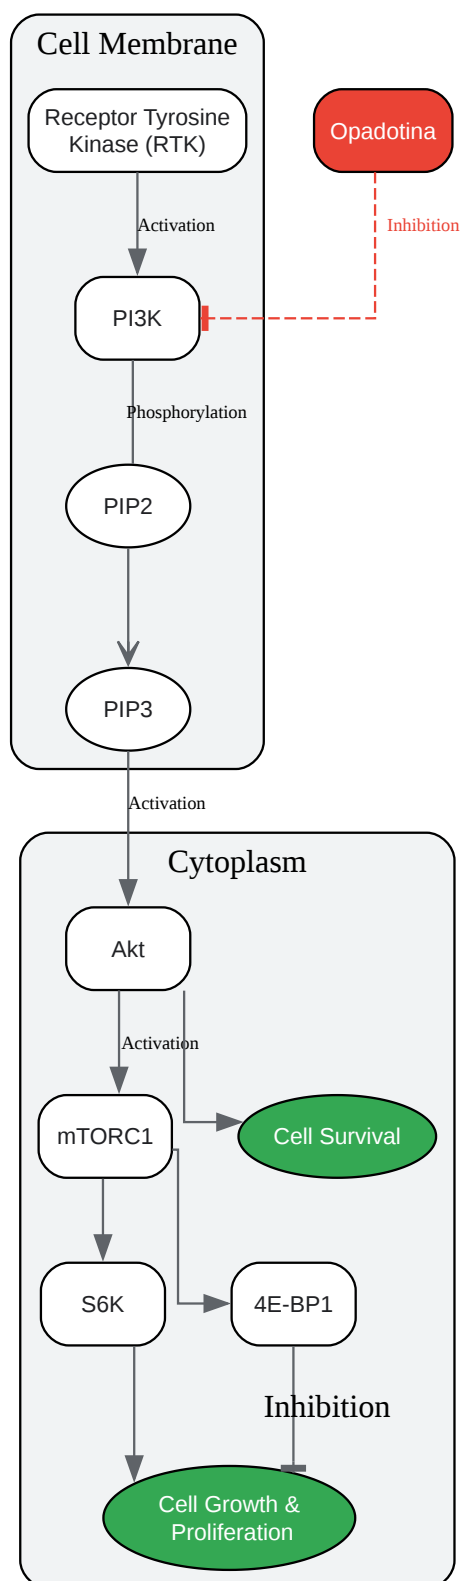 Cell Membrane
Receptor Tyrosine
Kinase (RTK)
Opadotina
Activation
Inhibition
PI3K
Phosphorylation
PIP2
PIP3
Activation
Cytoplasm
Akt
Activation
mTORC1
Cell Survival
S6K
4E-BP1
Inhibition
Cell Growth &
Proliferation